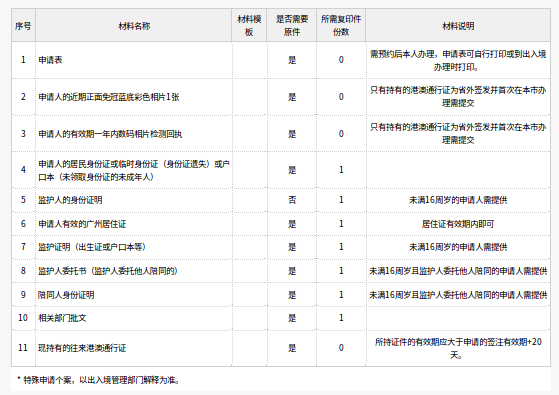 序号 材料名称 材料模板 是否需要原件 所需复印件份数 材料说明
1 申请表 是 0 需预约后本人办理，申请表可自行打印或到出入境
办理时打印。
2 申请人的近期正面免冠蓝底彩色相片1张 是 0 只有持有的港澳通行证为省外签发并首次在本市办
理需提交
3 申请人的有效期一年内数码相片检测回执 是 0 只有持有的港澳通行证为省外签发并首次在本市办
理需提交
4 申请人的居民身份证或临时身份证（身份证遗失）或户
口本（未领取身份证的未成年人） 是 1
5 监护人的身份证明 否 1 未满16周岁的申请人需提供
6 申请人有效的广州居住证 是 1 居住证有效期内即可
7 监护证明（出生证或户口本等） 是 1 未满16周岁的申请人需提供
8 监护人委托书（监护人委托他人陪同的） 是 1 未满16周岁且监护人委托他人陪同的申请人需提供
9 陪同人身份证明 是 1 未满16周岁且监护人委托他人陪同的申请人需提供
10 相关部门批文 是 1
11 现持有的往来港澳通行证 是 0 所持证件的有效期应大于申请的签注有效期+20
天。
* 特殊申请个案，以出入境管理部门解释为准。